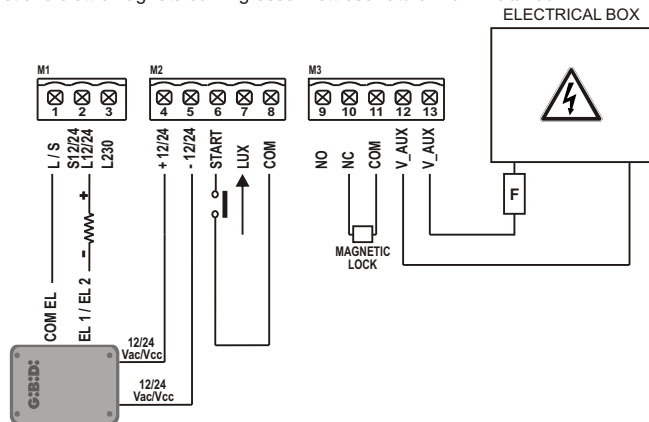 ELECTRICAL BOX
M1
M2
M3
1 2 3
4 5 6 7 8
9 10 11 12 13
L / S
S12/24
L12/24
L230
+12/24
-12/24
START
LUX
COM
NO
NC
COM
V_AUX
V_AUX
+
-
F
MAGNETIC
LOCK
COM EL
EL 1 / EL 2
12/24
Vac/Vcc
12/24
Vac/Vcc
GiBiDi